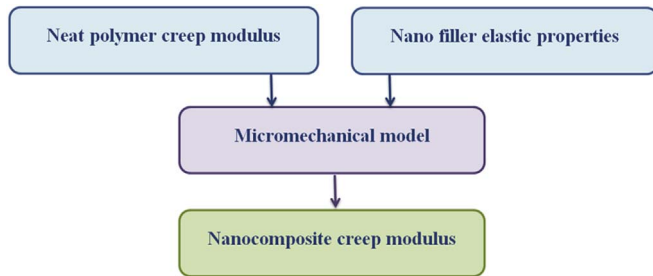 Neat polymer creep modulus
Nano filler elastic properties
Micromechanical model
Nanocomposite creep modulus